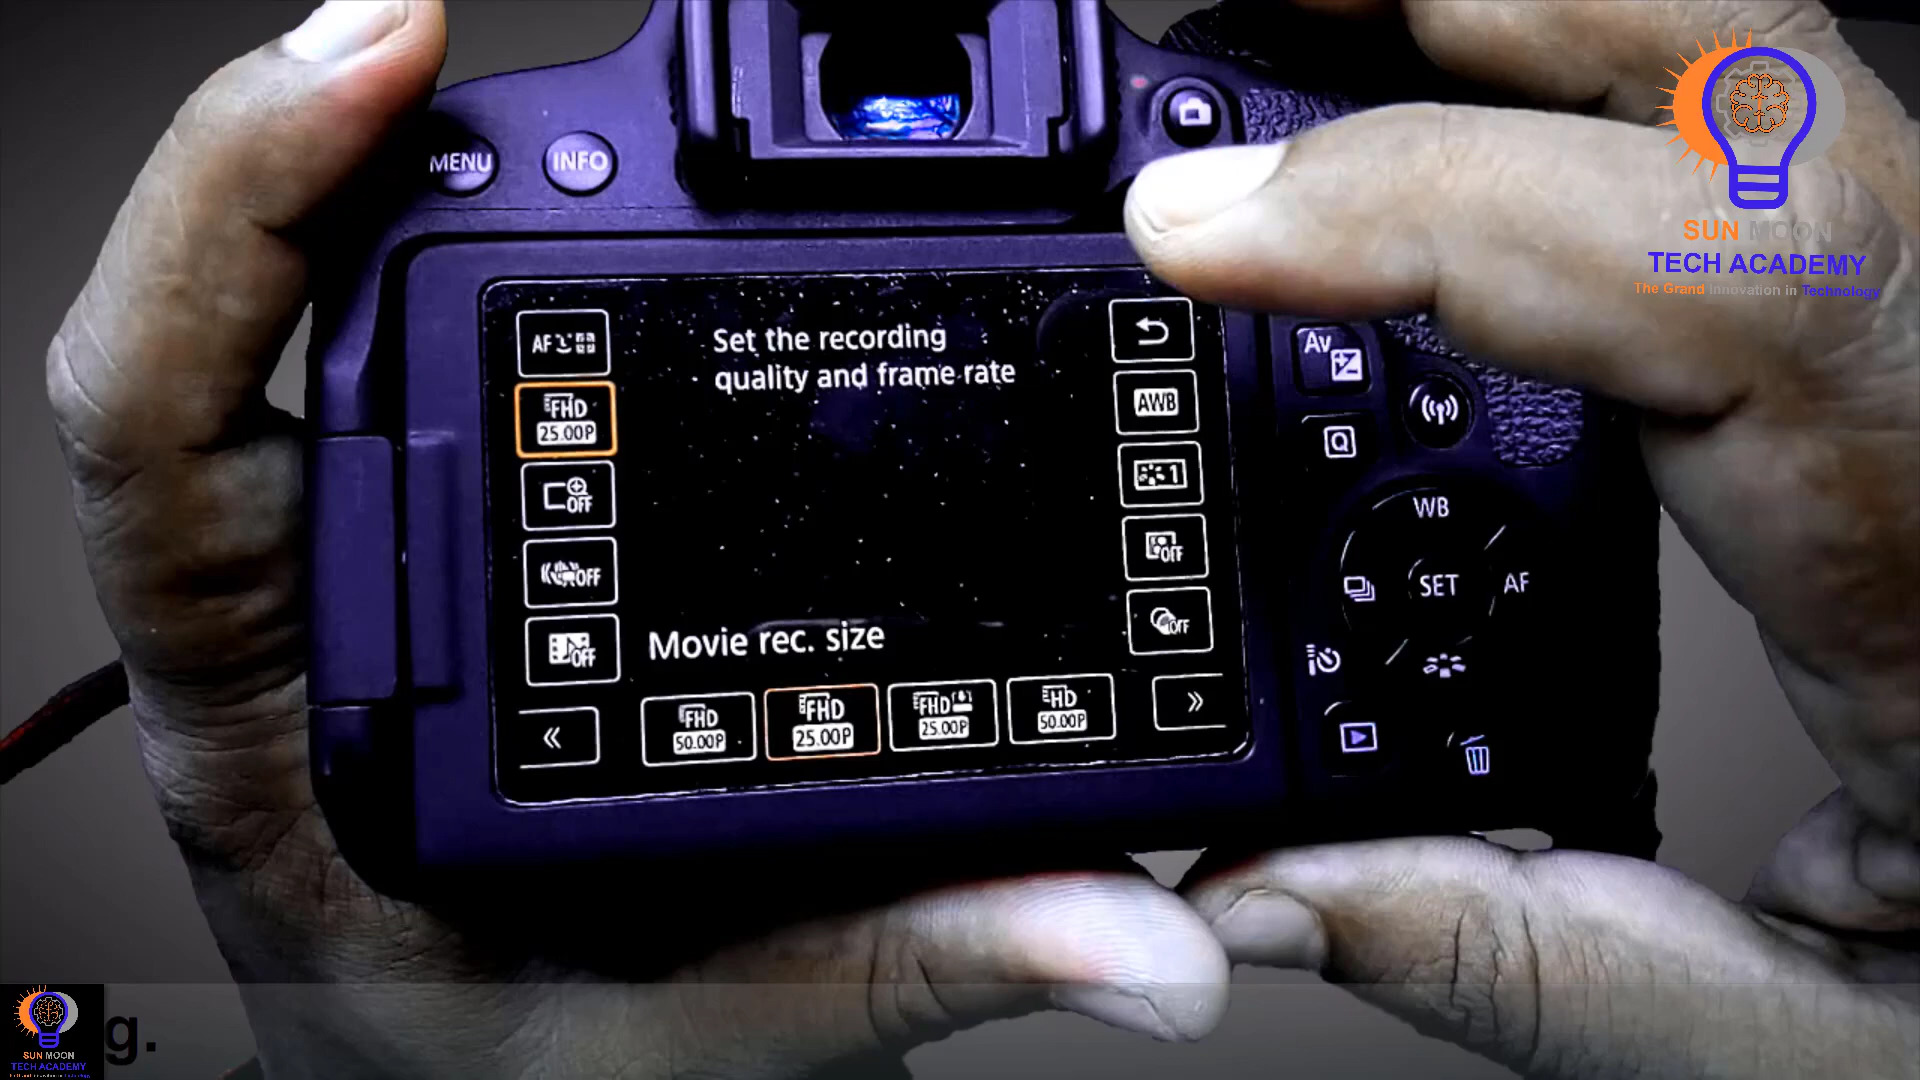 MENU
INFO
SUN MOON
TECH ACADEMY
The Grand Innovation in Technology
AF
Set the recording
quality and frame rate
FHD
25.00P
AWB
Av
Q
OFF
1
WB
OFF
OFF
SET
AF
OFF
OFF
Movie rec. size
FHD
50.00P
FHD
25.00P
FHD
25.00P
HD
50.00P
g.
SUN MOON
TECH ACADEMY